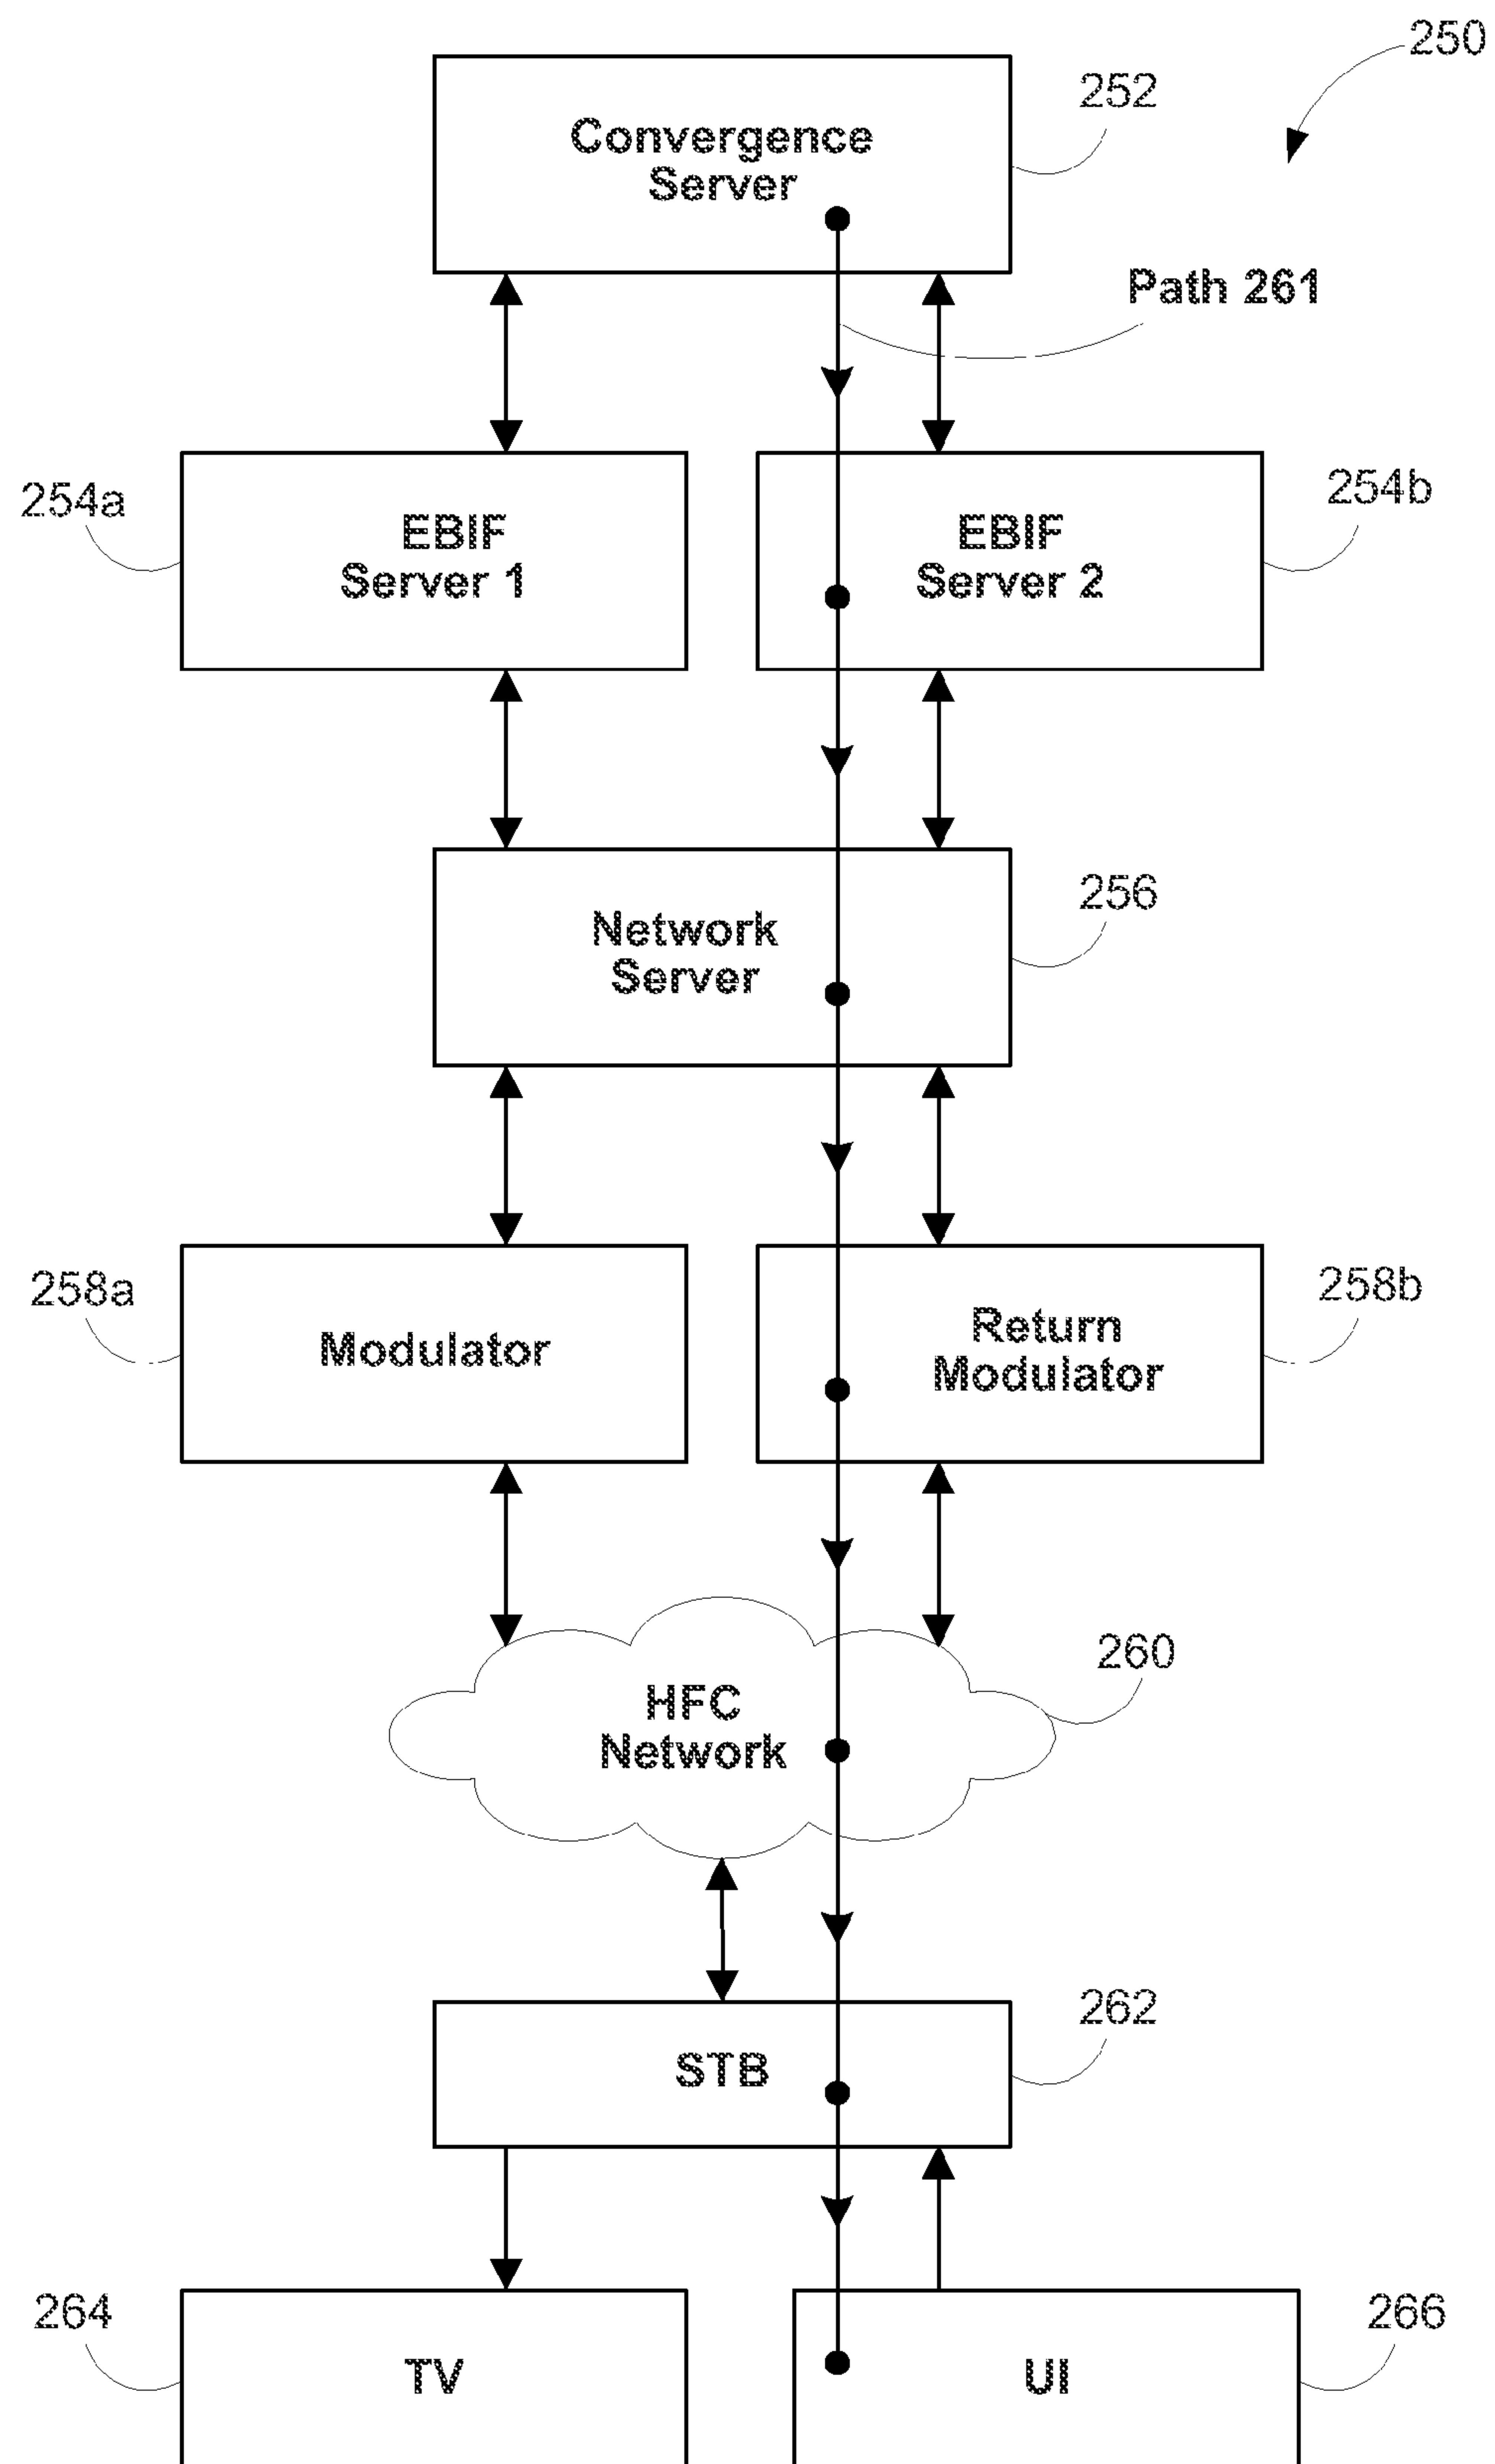 250
252
Convergence
Server
Path 261
254a
254b
EBIF
Server 1
EBIF
Server 2
256
Network
Server
258a
258b
Modulator
Return
Modulator
260
HFC
Network
262
STB
264
266
TV
UI